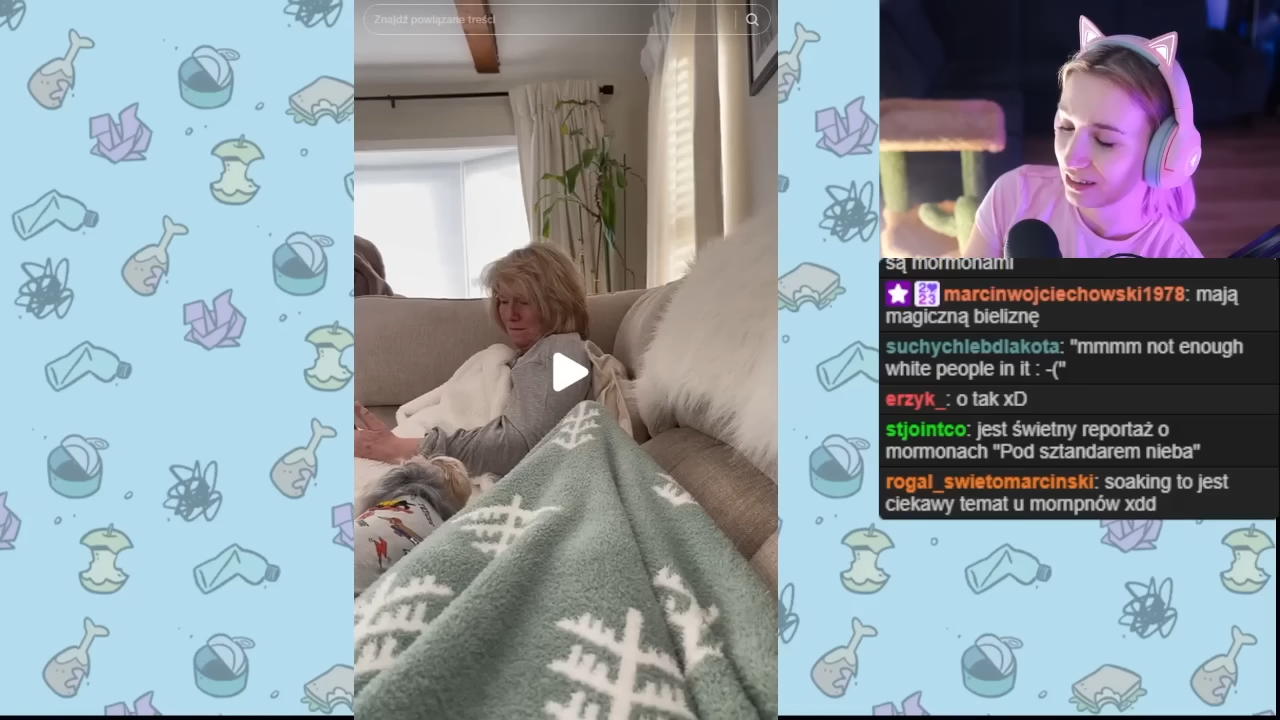 Znajdź powiązane treści
są mormonami
marcinwojciechowski1978: mają
magiczną bieliznę
suchychlebdlakota: "mmmm not enough
white people in it : -("
erzyk_: o tak xD
stjointco: jest świetny reportaż o
mormonach "Pod sztandarem nieba"
rogal_swietomarcinski: soaking to jest
ciekawy temat u mornpnów xdd